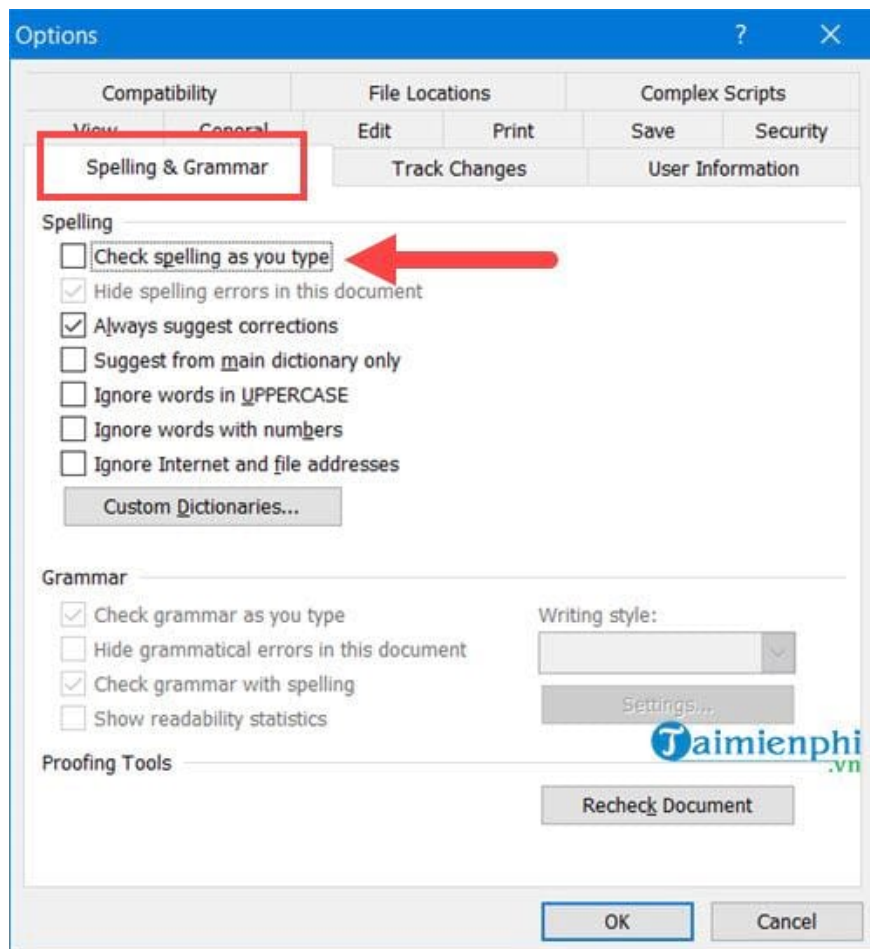 Options
Compatibility File Locations Complex Scripts
View General Edit Print Save Security
Spelling & Grammar Track Changes User Information
Spelling
Check spelling as you type
Hide spelling errors in this document
Always suggest corrections
Suggest from main dictionary only
Ignore words in UPPERCASE
Ignore words with numbers
Ignore Internet and file addresses
Custom Dictionaries...
Grammar
Check grammar as you type Writing style:
Hide grammatical errors in this document
Check grammar with spelling
Settings...
Show readability statistics
Taimienphi
.vn
Proofing Tools
Recheck Document
OK Cancel